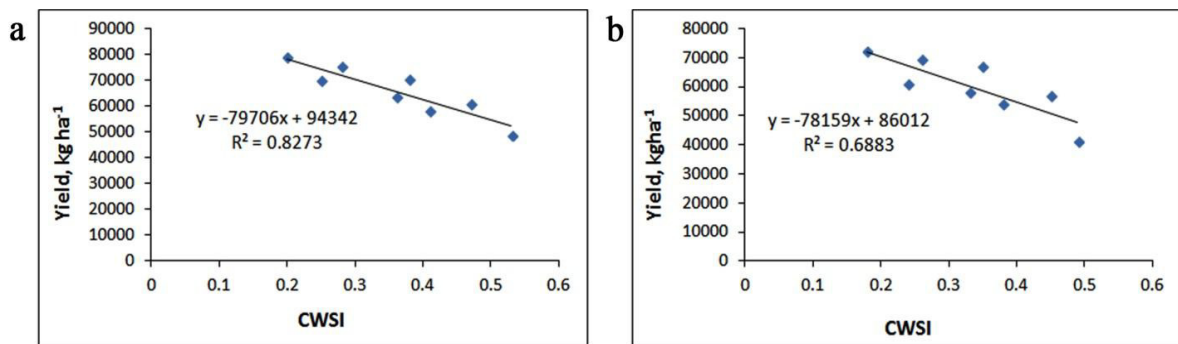 a
90000
80000
70000
60000
50000
40000
30000
20000
10000
0
Yield, kg ha⁻¹
y = -79706x + 94342
R² = 0.8273
0 0.1 0.2 0.3 0.4 0.5 0.6
CWSI
b
80000
70000
60000
50000
40000
30000
20000
10000
0
Yield, kgha⁻¹
y = -78159x + 86012
R² = 0.6883
0 0.1 0.2 0.3 0.4 0.5 0.6
CWSI